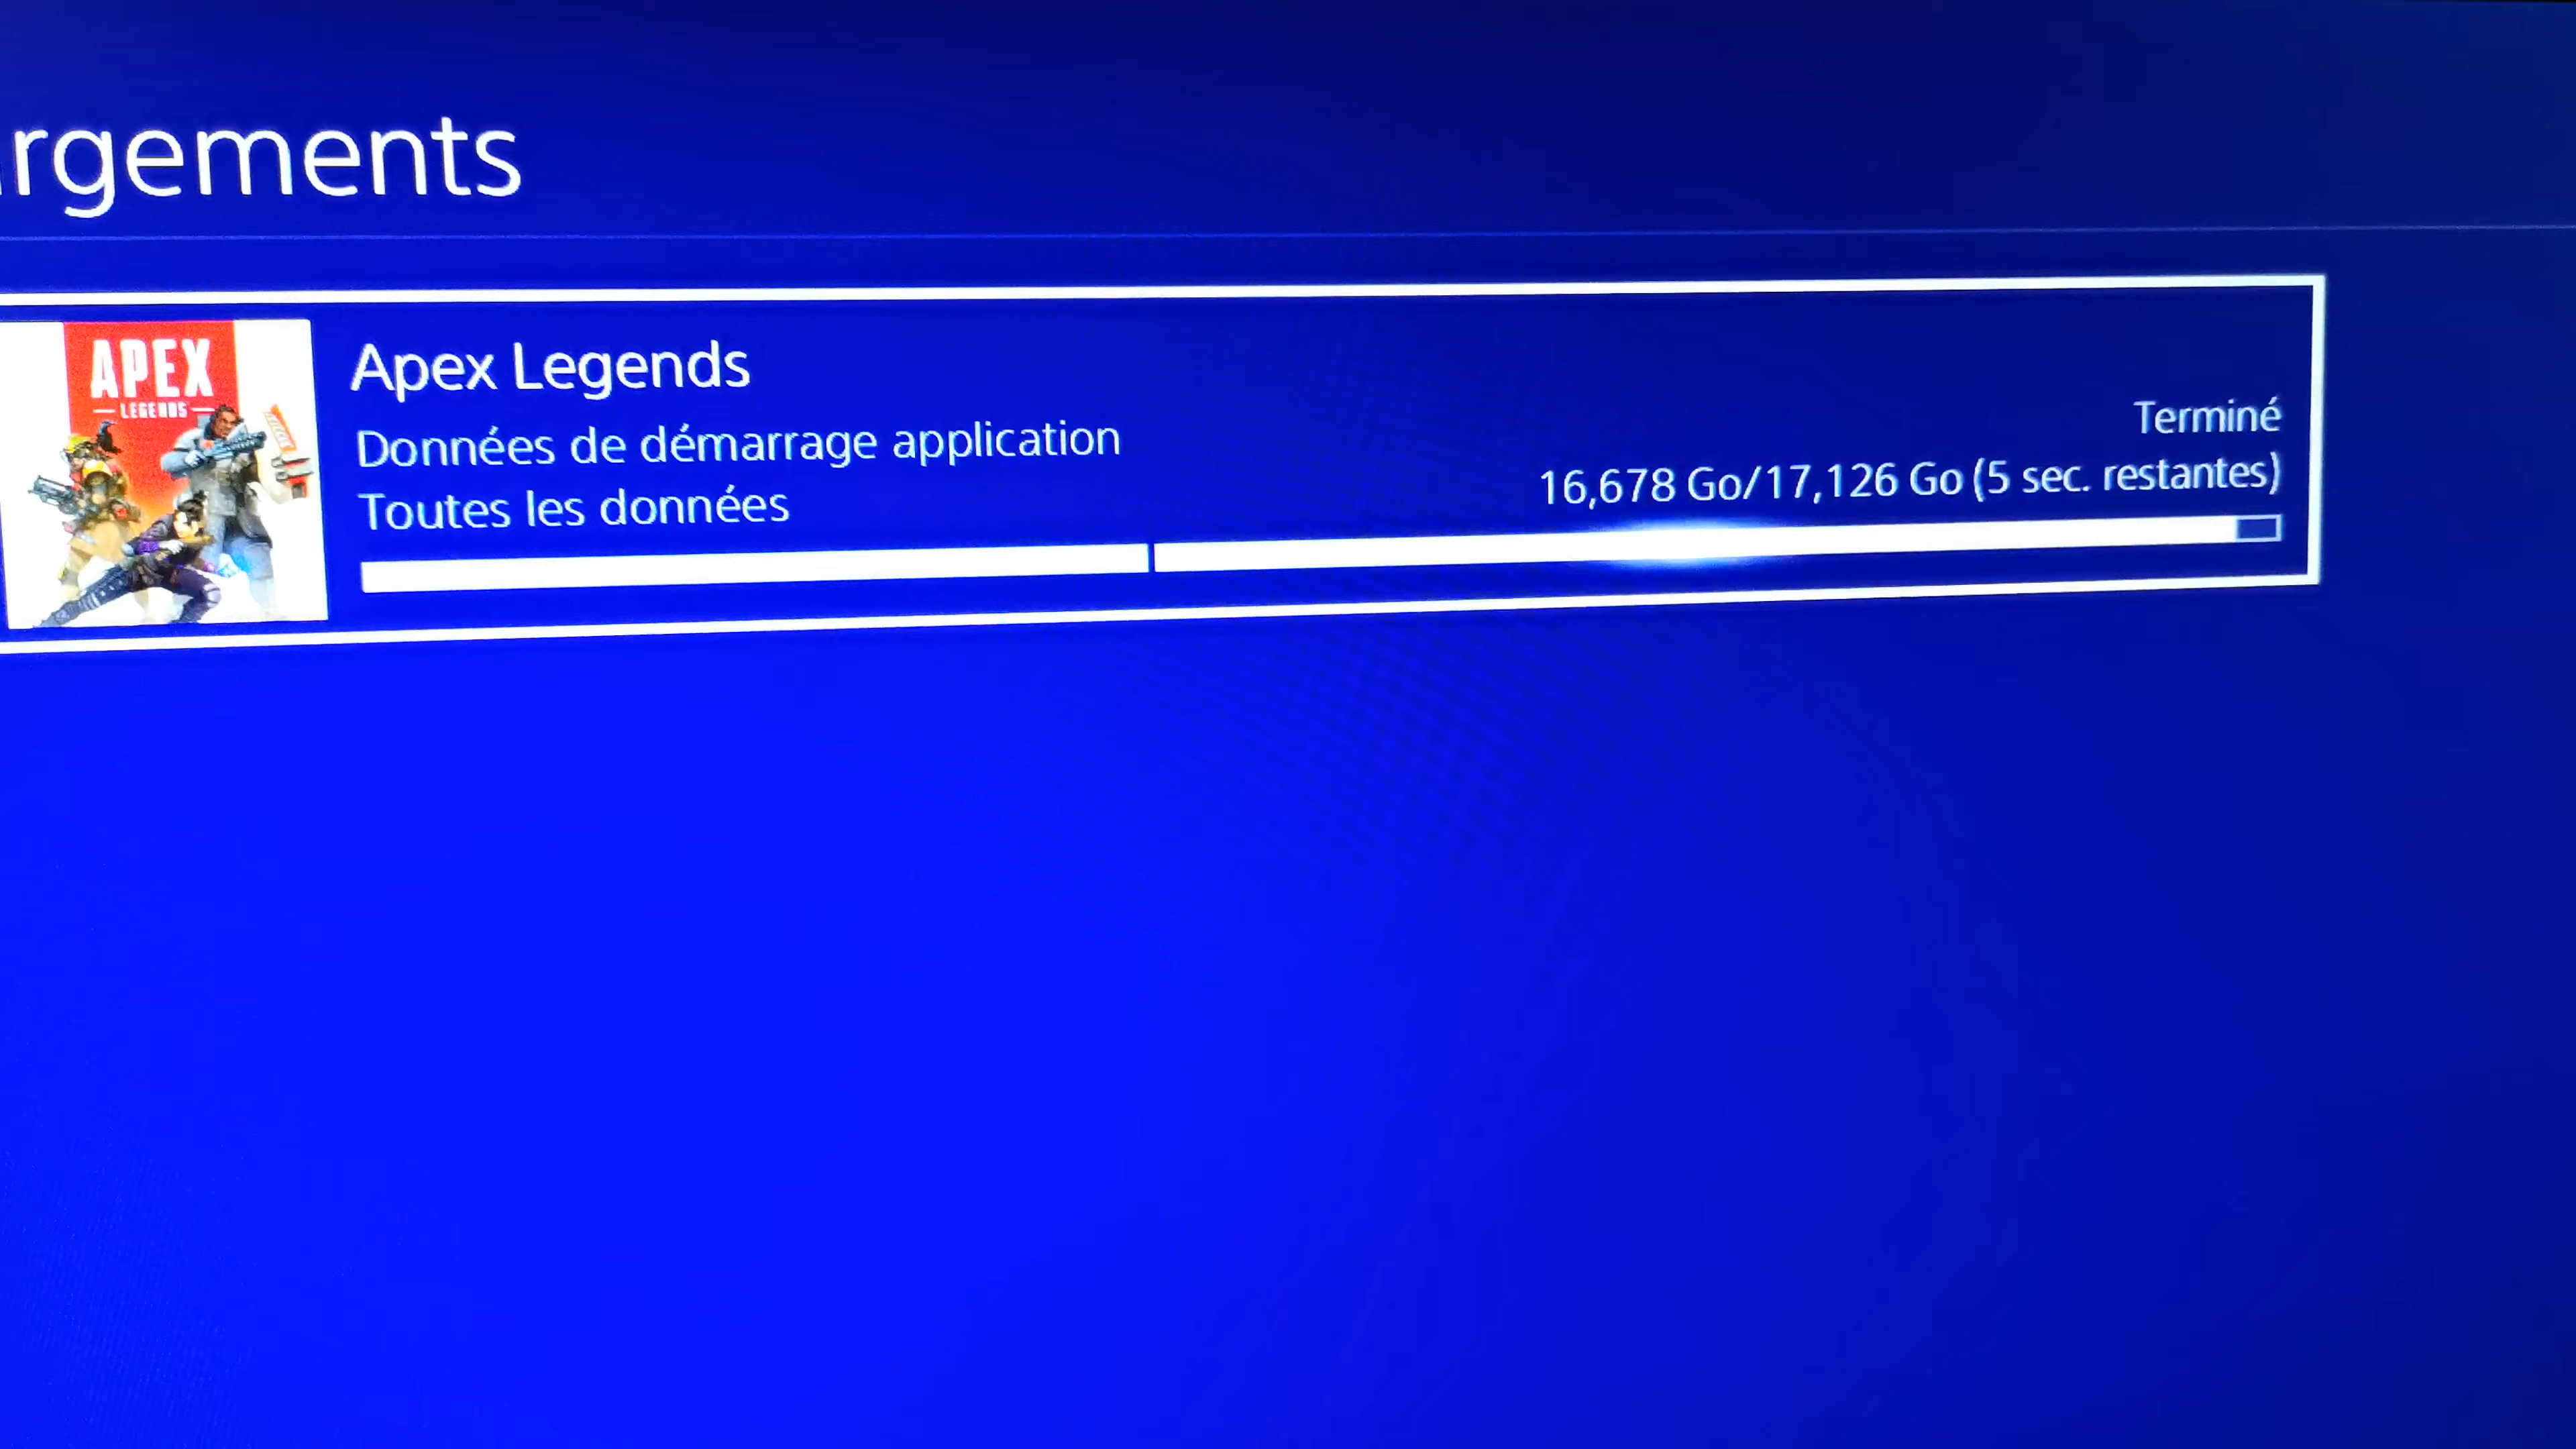 rgements
APEX
LEGENDS
Apex Legends
Données de démarrage application
Terminé
Toutes les données
16,678 Go/17,126 Go (5 sec. restantes)